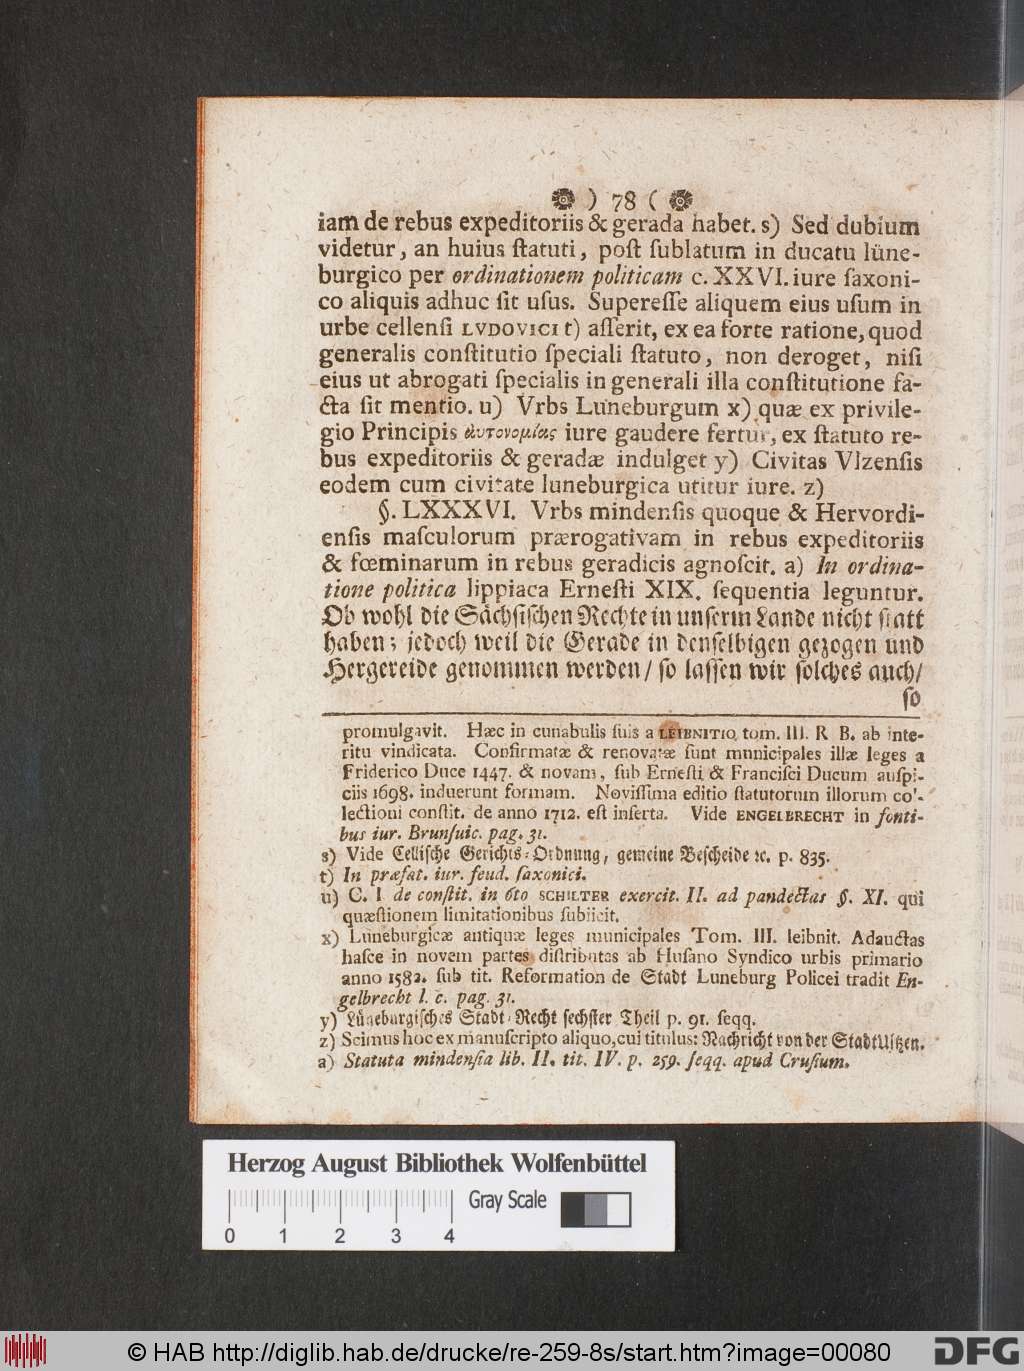 ) 78 (
iam de rebus expeditoriis & gerada habet. s) Sed dubium
videtur, an huius ſtatuti, poſt ſublatum in ducatu lüne-
burgico per ordinationem politicam c. XXVI. iure ſaxoni-
co aliquis adhuc ſit uſus. Supereſſe aliquem eius uſum in
urbe cellenſi LVDOVICI t) aſſerit, ex ea forte ratione, quod
generalis conſtitutio ſpeciali ſtatuto, non deroget, niſi
eius ut abrogati ſpecialis in generali illa conſtitutione fa-
cta ſit mentio. u) Vrbs Luneburgum x) quæ ex privile-
gio Principis αυτονομίας iure gaudere fertur, ex ſtatuto re-
bus expeditoriis & geradæ indulget y) Civitas Vlzenſis
eodem cum civitate luneburgica utitur iure. z)
§. LXXXVI. Vrbs mindenſis quoque & Hervordi-
enſis maſculorum prærogativam in rebus expeditoriis
& fœminarum in rebus geradicis agnoſcit. a) In ordina-
tione politica lippiaca Erneſti XIX. ſequentia leguntur.
Ob wohl die Sächſiſchen Rechte in unſerm Lande nicht ſtatt
haben; jedoch weil die Gerade in denſelbigen gezogen und
Hergereide genommen werden/ ſo laſſen wir ſolches auch/
ſo
promulgavit. Hæc in cunabulis ſuis a LEIBNITIO tom. III. R B. ab inte-
ritu vindicata. Confirmatæ & renovatæ ſunt municipales illæ leges a
Friderico Duce 1447. & novam, ſub Erneſti & Franciſci Ducum auſpi-
ciis 1698. induerunt formam. Noviſſima editio ſtatutorum illorum co-
lectioni conſtit. de anno 1712. eſt inſerta. Vide ENGELBRECHT in fonti-
bus iur. Brunſuic. pag. 31.
s) Vide Celliſche Gerichts-Ordnung, gemeine Beſcheide ꝛc. p. 835.
t) In præfat. iur. feud. ſaxonici.
u) C. I de conſtit. in 6to SCHILTER exercit. II. ad pandectas §. XI. qui
quæſtionem limitationibus ſubiicit.
x) Luneburgicæ antiquæ leges municipales Tom. III. leibnit. Adauctas
haſce in novem partes diſtributas ab Huſano Syndico urbis primario
anno 1582. ſub tit. Reformation de Stadt Luneburg Policei tradit En-
gelbrecht l. c. pag. 31.
y) Lüneburgiſches Stadt-Recht ſechſter Theil p. 91. ſeqq.
z) Scimus hoc ex manuſcripto aliquo, cui titulus: Nachricht von der Stadt Ultzen.
a) Statuta mindenſia lib. II. tit. IV. p. 259. ſeqq. apud Cruſium.
Herzog August Bibliothek Wolfenbüttel
Gray Scale
0 1 2 3 4
© HAB http://diglib.hab.de/drucke/re-259-8s/start.htm?image=00080
DFG